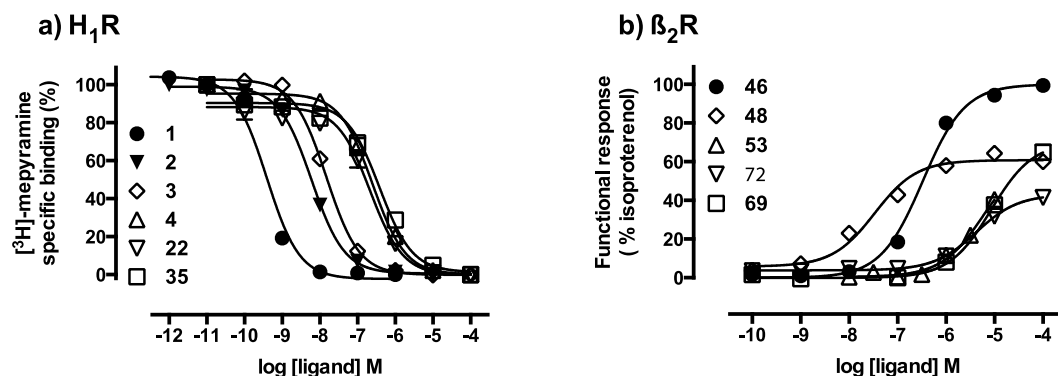 a) H₁R
[³H]-mepyramine
specific binding (%)
100
80
60
40
20
0
1
2
3
4
22
35
-12 -11 -10 -9 -8 -7 -6 -5 -4
log [ligand] M
b) ß₂R
Functional response
( % isoproterenol)
100
80
60
40
20
0
46
48
53
72
69
-10 -9 -8 -7 -6 -5 -4
log [ligand] M